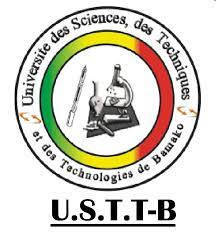 Université des Sciences, des Techniques
et des Technologies de Bamako
U.S.T.T-B